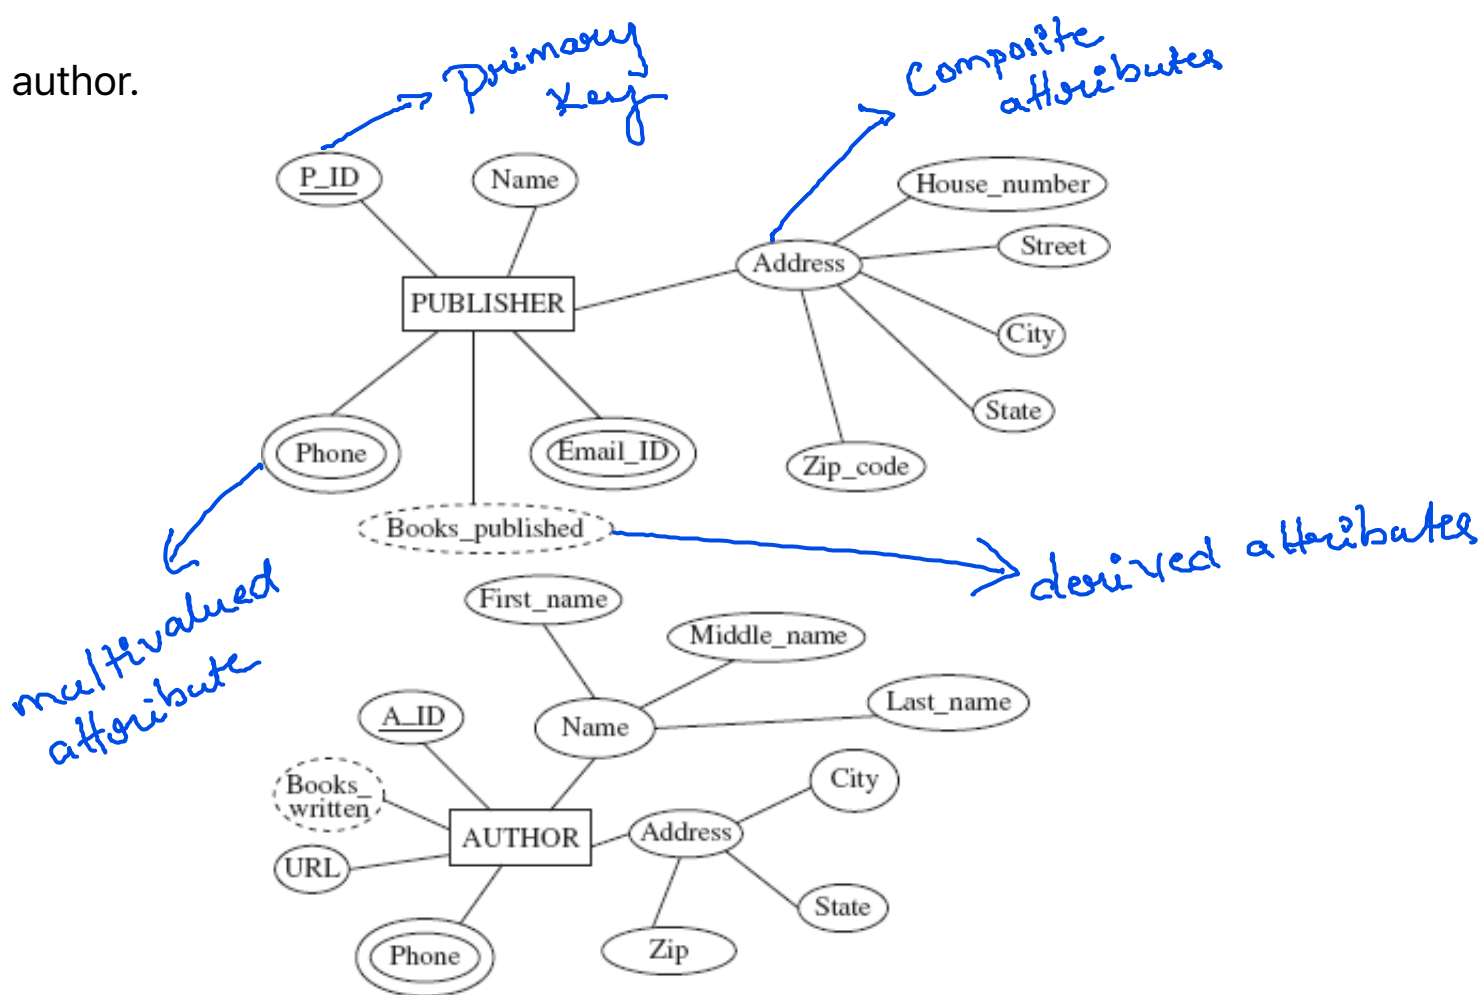 author.
primary
key
Composite
attributes
P_ID
Name
House_number
Street
Address
PUBLISHER
City
State
Phone
Email_ID
Zip_code
Books_published
derived attributes
multivalued
attribute
First_name
Middle_name
Last_name
A_ID
Name
Books_
written
City
AUTHOR
Address
URL
State
Phone
Zip